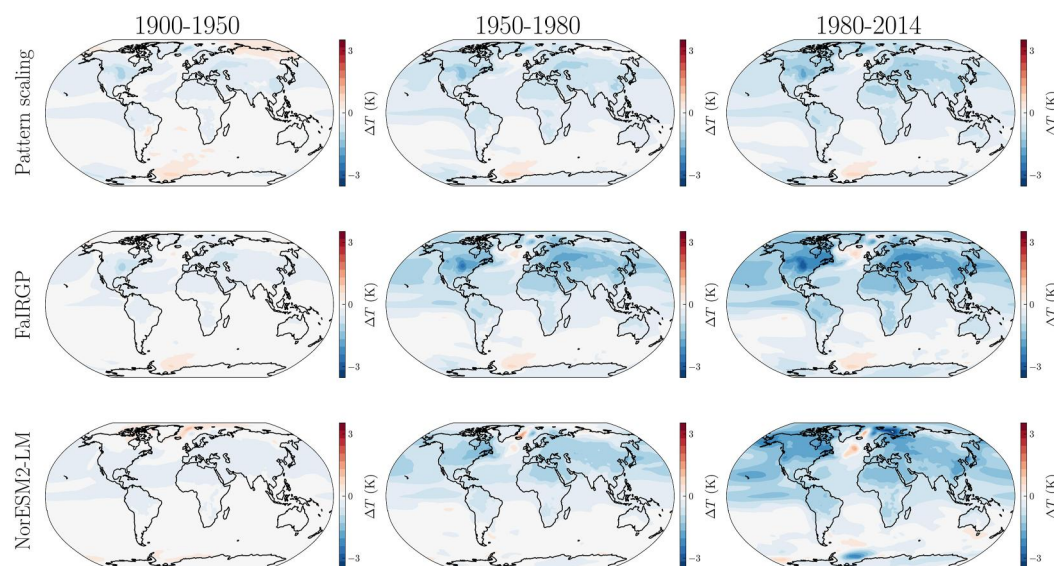 1900-1950
1950-1980
1980-2014
Pattern scaling
3
0
−3
ΔT (K)
3
0
−3
ΔT (K)
3
0
−3
ΔT (K)
FaIRGP
3
0
−3
ΔT (K)
3
0
−3
ΔT (K)
3
0
−3
ΔT (K)
NorESM2-LM
3
0
−3
ΔT (K)
3
0
−3
ΔT (K)
3
0
−3
ΔT (K)